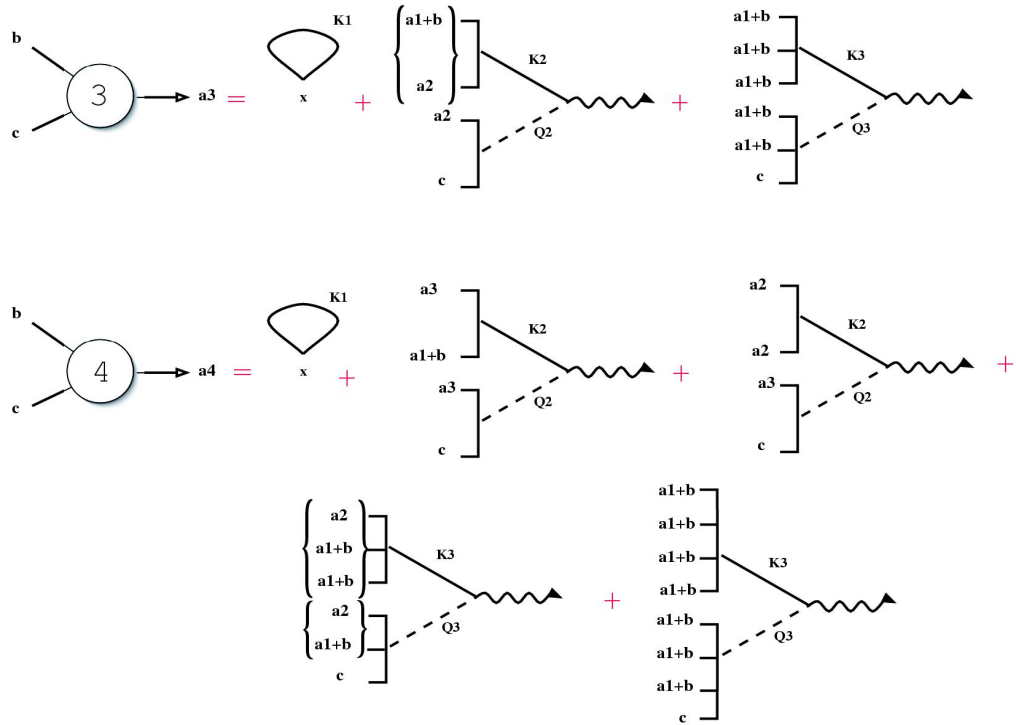 b
c
3
a3
=
K1
x
+
a1+b
a2
K2
a2
c
Q2
+
a1+b
a1+b
a1+b
K3
a1+b
a1+b
c
Q3
b
c
4
a4
=
K1
x
+
a3
a1+b
K2
a3
c
Q2
+
a2
a2
K2
a3
c
Q2
+
a2
a1+b
a1+b
K3
a2
a1+b
c
Q3
+
a1+b
a1+b
a1+b
a1+b
K3
a1+b
a1+b
a1+b
c
Q3